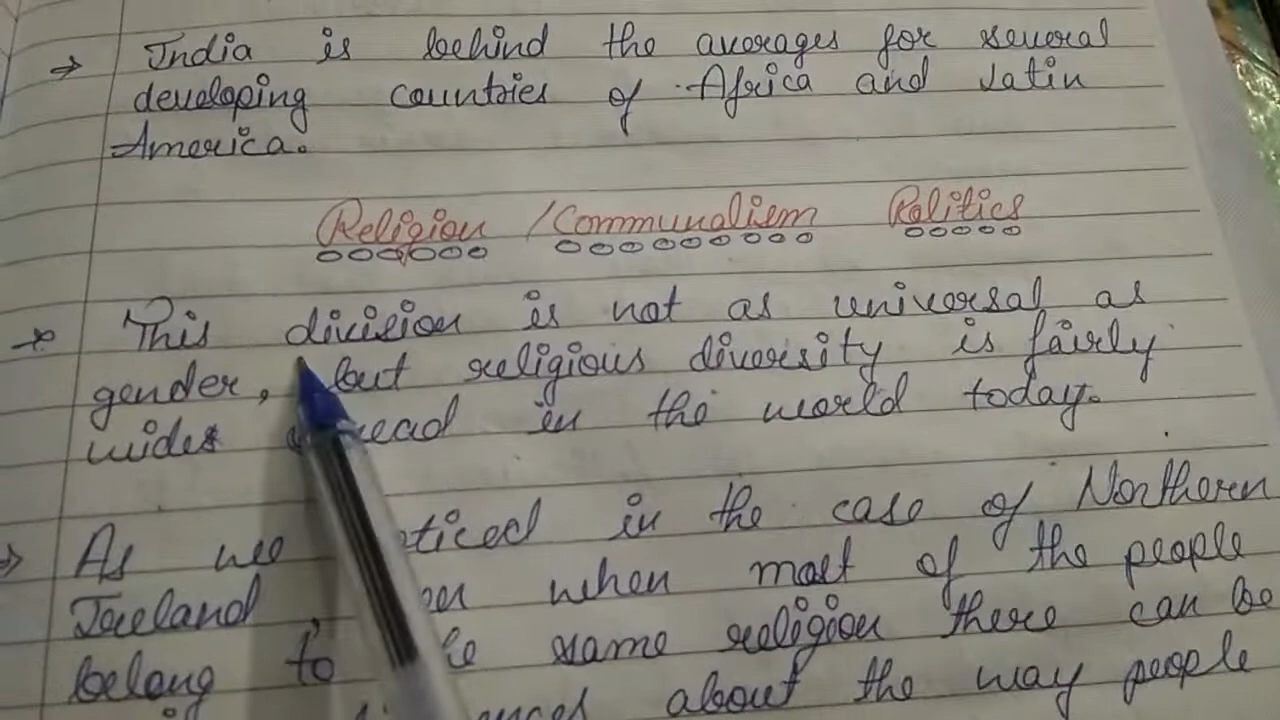 → India is behind the averages for several
developing countries of Africa and Latin
America.
Religion /Communalism Politics
→ This division is not as universal as
gender, but religious diversity is fairly
wide in the world today.
⇒ As we in the case of Northern
Ireland when most of the people
belong to same religion there can be
about the way people